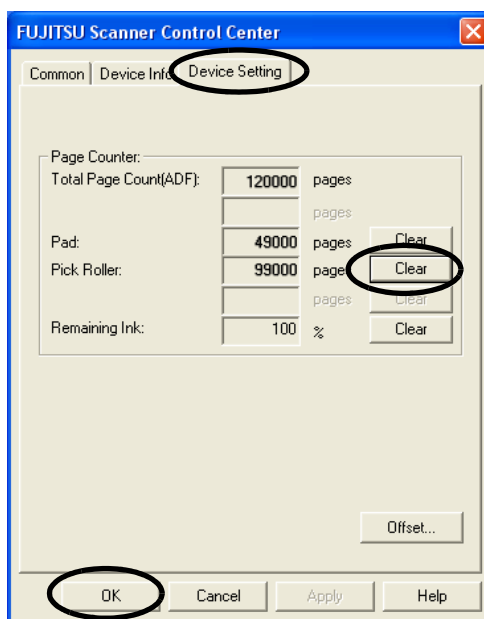 FUJITSU Scanner Control Center
Common Device Info Device Setting
Page Counter:
Total Page Count(ADF): 120000 pages
pages
Pad: 49000 pages Clear
Pick Roller: 99000 page Clear
pages Clear
Remaining Ink: 100 % Clear
Offset...
OK Cancel Apply Help